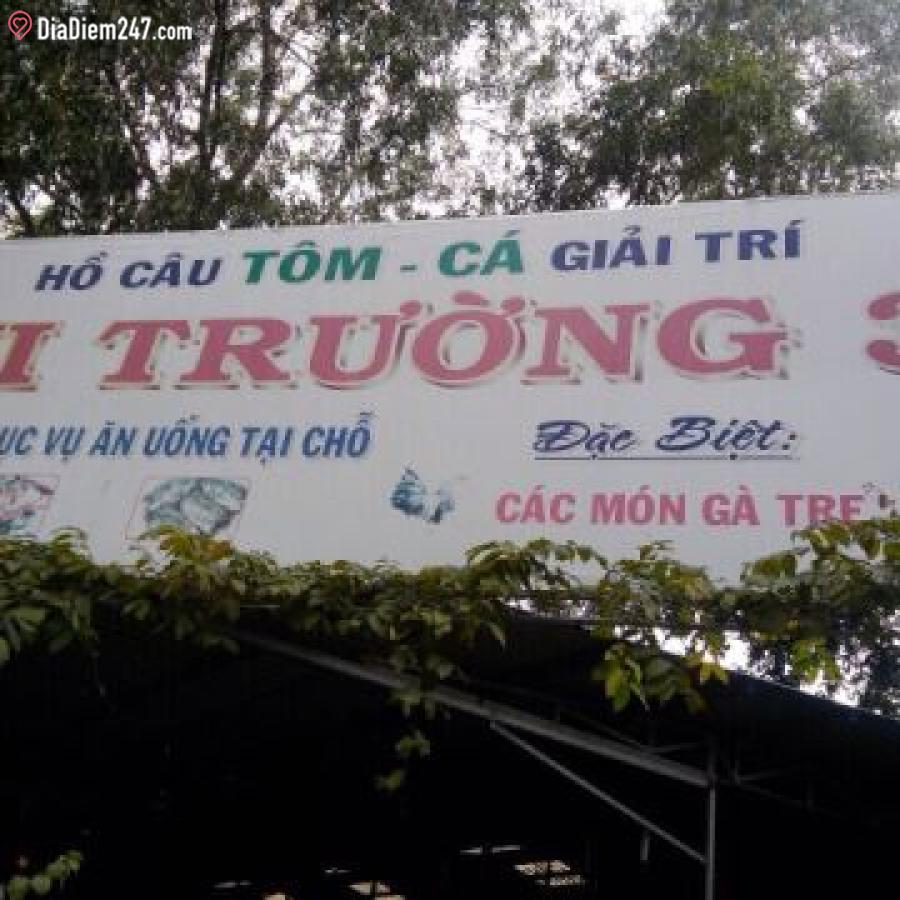 DiaDiem247.com
HỒ CÂU TÔM - CÁ GIẢI TRÍ
I TRƯỜNG 3
ỤC VỤ ĂN UỐNG TẠI CHỖ
Đặc Biệt:
CÁC MÓN GÀ TRE